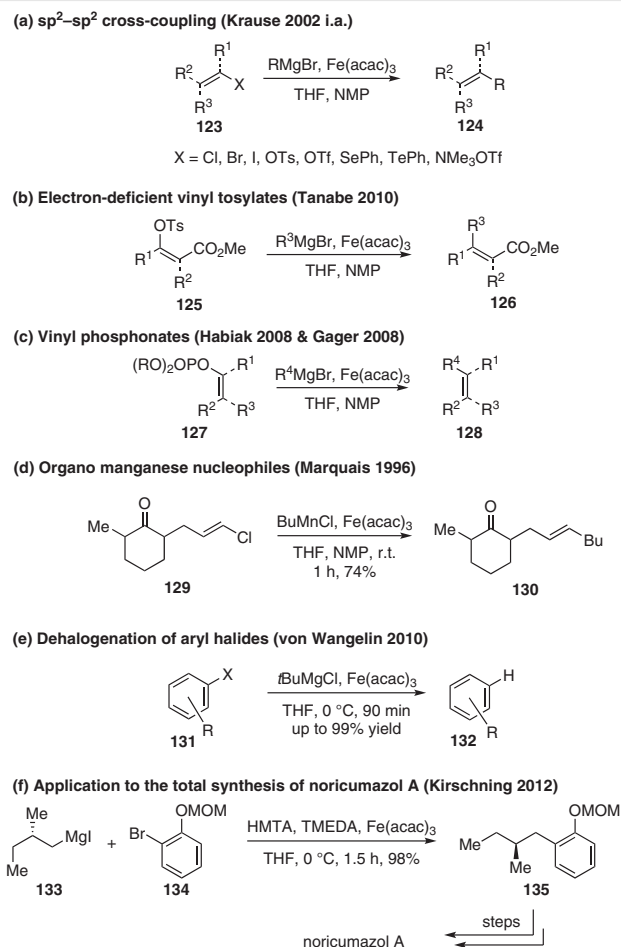 (a) sp²–sp² cross-coupling (Krause 2002 i.a.)
R¹
R²
X
R³
123
RMgBr, Fe(acac)₃
THF, NMP
R¹
R²
R
R³
124
X = Cl, Br, I, OTs, OTf, SePh, TePh, NMe₃OTf
(b) Electron-deficient vinyl tosylates (Tanabe 2010)
OTs
R¹
CO₂Me
R²
125
R³MgBr, Fe(acac)₃
THF, NMP
R³
R¹
CO₂Me
R²
126
(c) Vinyl phosphonates (Habiak 2008 & Gager 2008)
(RO)₂OPO
R¹
R²
R³
127
R⁴MgBr, Fe(acac)₃
THF, NMP
R⁴
R¹
R²
R³
128
(d) Organo manganese nucleophiles (Marquais 1996)
O
Me
Cl
129
BuMnCl, Fe(acac)₃
THF, NMP, r.t.
1 h, 74%
O
Me
Bu
130
(e) Dehalogenation of aryl halides (von Wangelin 2010)
X
R
131
tBuMgCl, Fe(acac)₃
THF, 0 °C, 90 min
up to 99% yield
H
R
132
(f) Application to the total synthesis of noricumazol A (Kirschning 2012)
Me
MgI
Me
133
+
OMOM
Br
134
HMTA, TMEDA, Fe(acac)₃
THF, 0 °C, 1.5 h, 98%
OMOM
Me
Me
135
steps
noricumazol A